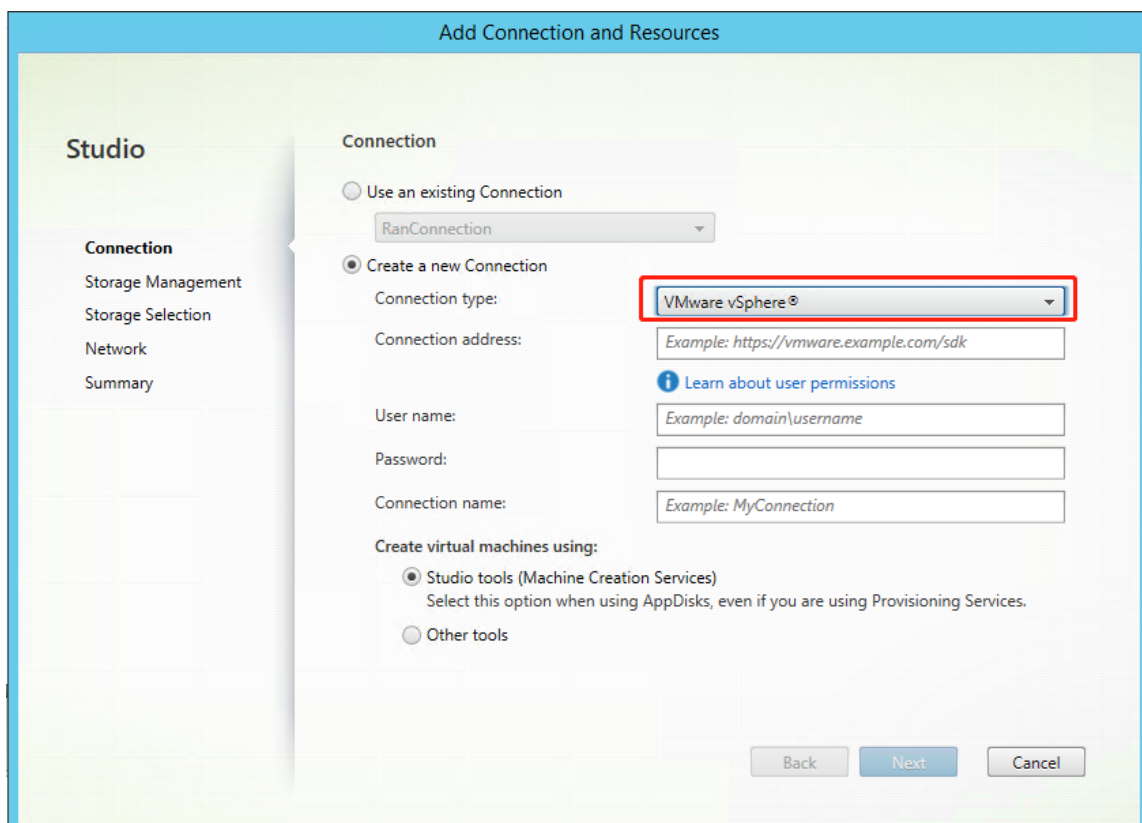 Add Connection and Resources
Studio
Connection
Storage Management
Storage Selection
Network
Summary
Connection
Use an existing Connection
RanConnection
Create a new Connection
Connection type:
VMware vSphere®
Connection address:
Example: https://vmware.example.com/sdk
Learn about user permissions
User name:
Example: domain\username
Password:
Connection name:
Example: MyConnection
Create virtual machines using:
Studio tools (Machine Creation Services)
Select this option when using AppDisks, even if you are using Provisioning Services.
Other tools
Back
Next
Cancel